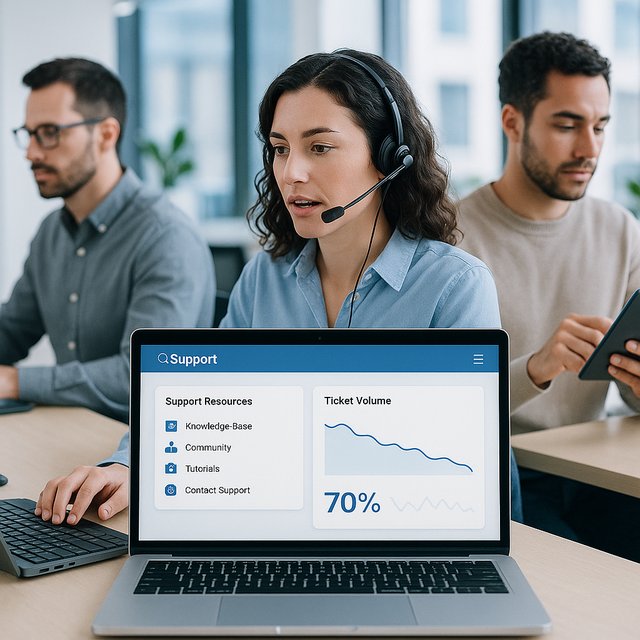 Support
Support Resources
Knowledge-Base
Community
Tutorials
Contact Support
Ticket Volume
70%